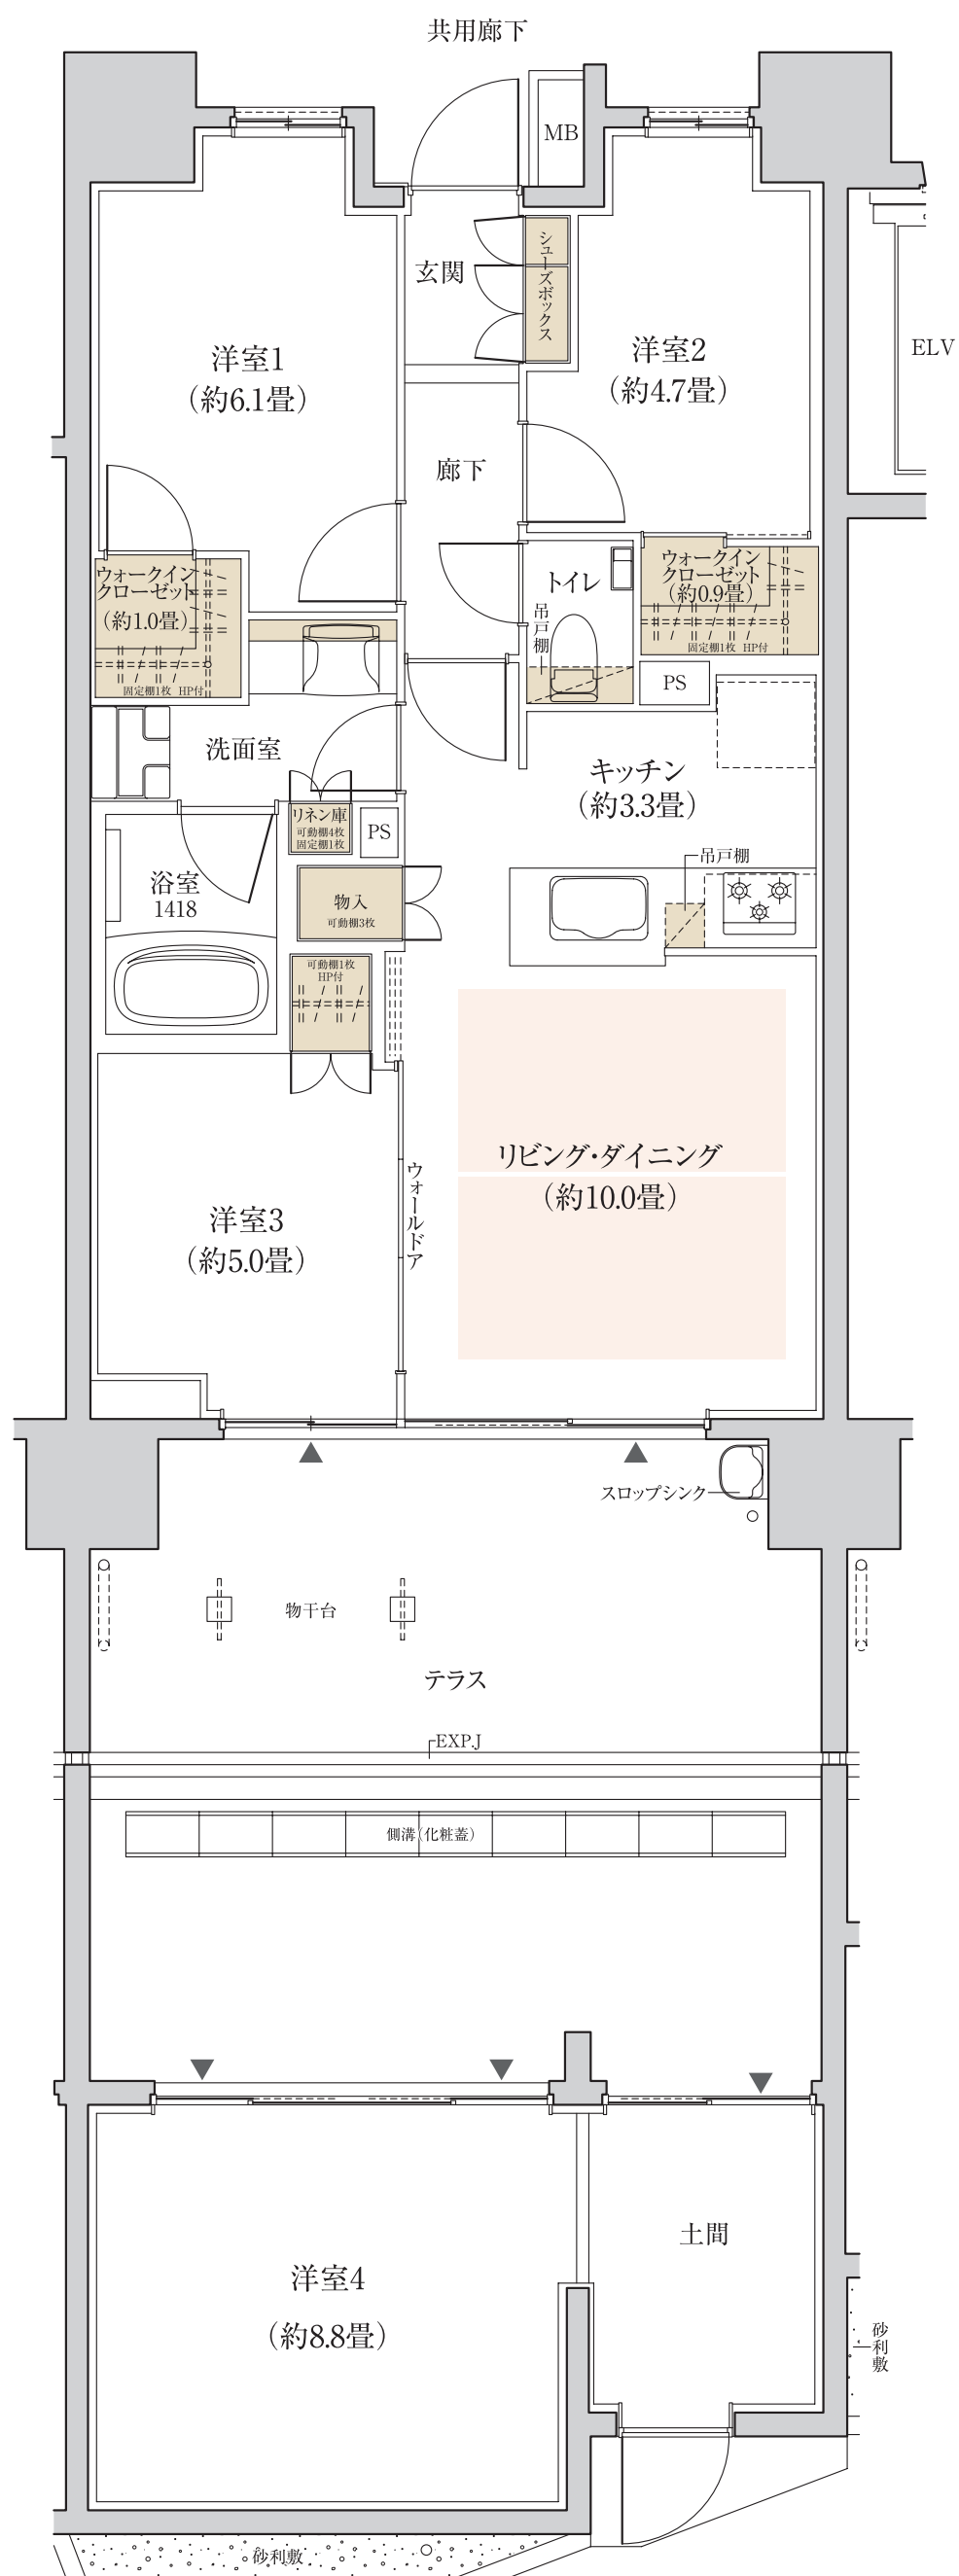 共用廊下
MB
シューズボックス
玄関
洋室1
(約6.1畳)
洋室2
(約4.7畳)
ELV
廊下
ウォークイン
クローゼット
(約1.0畳)
固定棚1枚 HP付
トイレ
吊戸棚
ウォークイン
クローゼット
(約0.9畳)
固定棚1枚 HP付
PS
洗面室
キッチン
(約3.3畳)
リネン庫
可動棚4枚
固定棚1枚
PS
吊戸棚
浴室
1418
物入
可動棚3枚
可動棚1枚
HP付
リビング・ダイニング
(約10.0畳)
ウォールドア
洋室3
(約5.0畳)
スロップシンク
物干台
テラス
EXP.J
側溝(化粧蓋)
土間
洋室4
(約8.8畳)
砂利敷
砂利敷